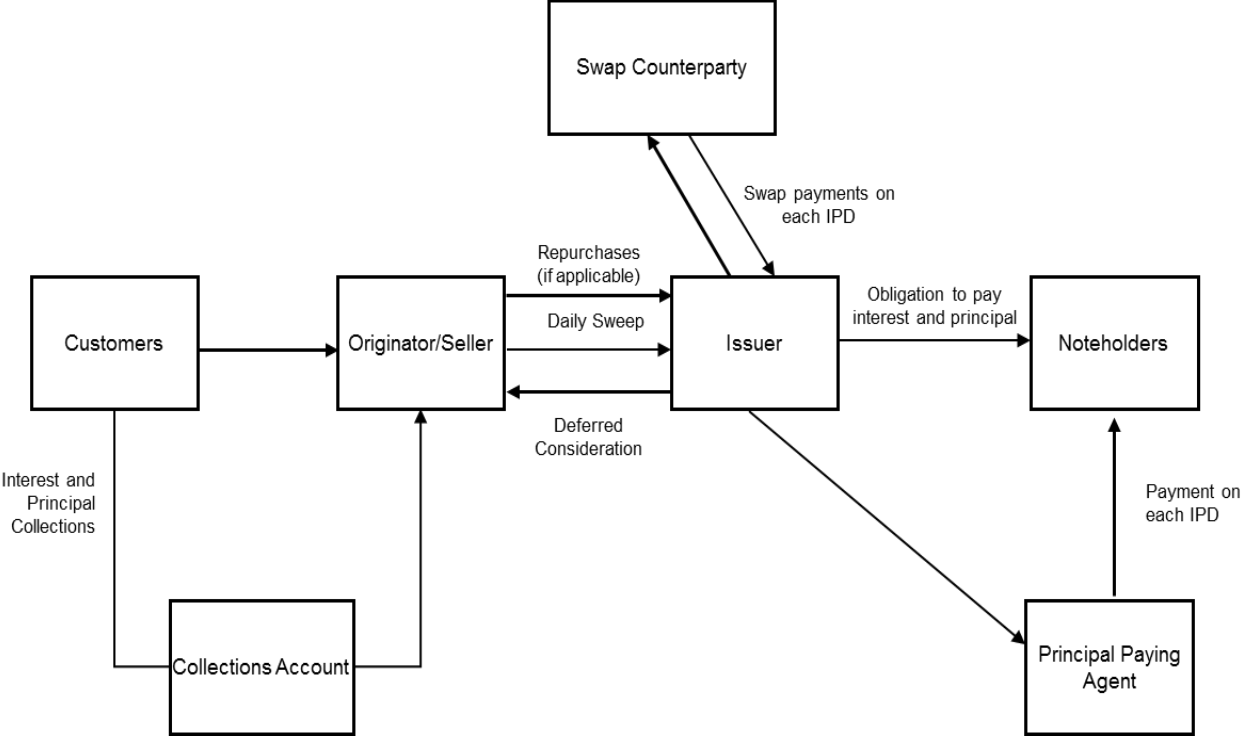 Swap Counterparty
Swap payments on
each IPD
Repurchases
(if applicable)
Daily Sweep
Obligation to pay
interest and principal
Customers
Originator/Seller
Issuer
Noteholders
Deferred
Consideration
Interest and
Principal
Collections
Payment on
each IPD
Collections Account
Principal Paying
Agent